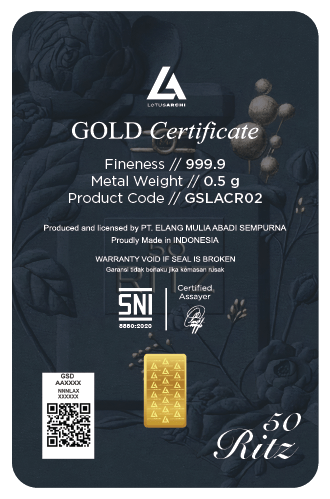 LOTUSARCHI
GOLD Certificate
Fineness // 999.9
Metal Weight // 0.5 g
Product Code // GSLACR02
Produced and licensed by PT. ELANG MULIA ABADI SEMPURNA
Proudly Made in INDONESIA
WARRANTY VOID IF SEAL IS BROKEN
Garansi tidak berlaku jika kemasan rusak
SNI
8880:2020
Certified
Assayer
GSD
AAXXXX
NNNLAX
XXXXXX
50
Ritz